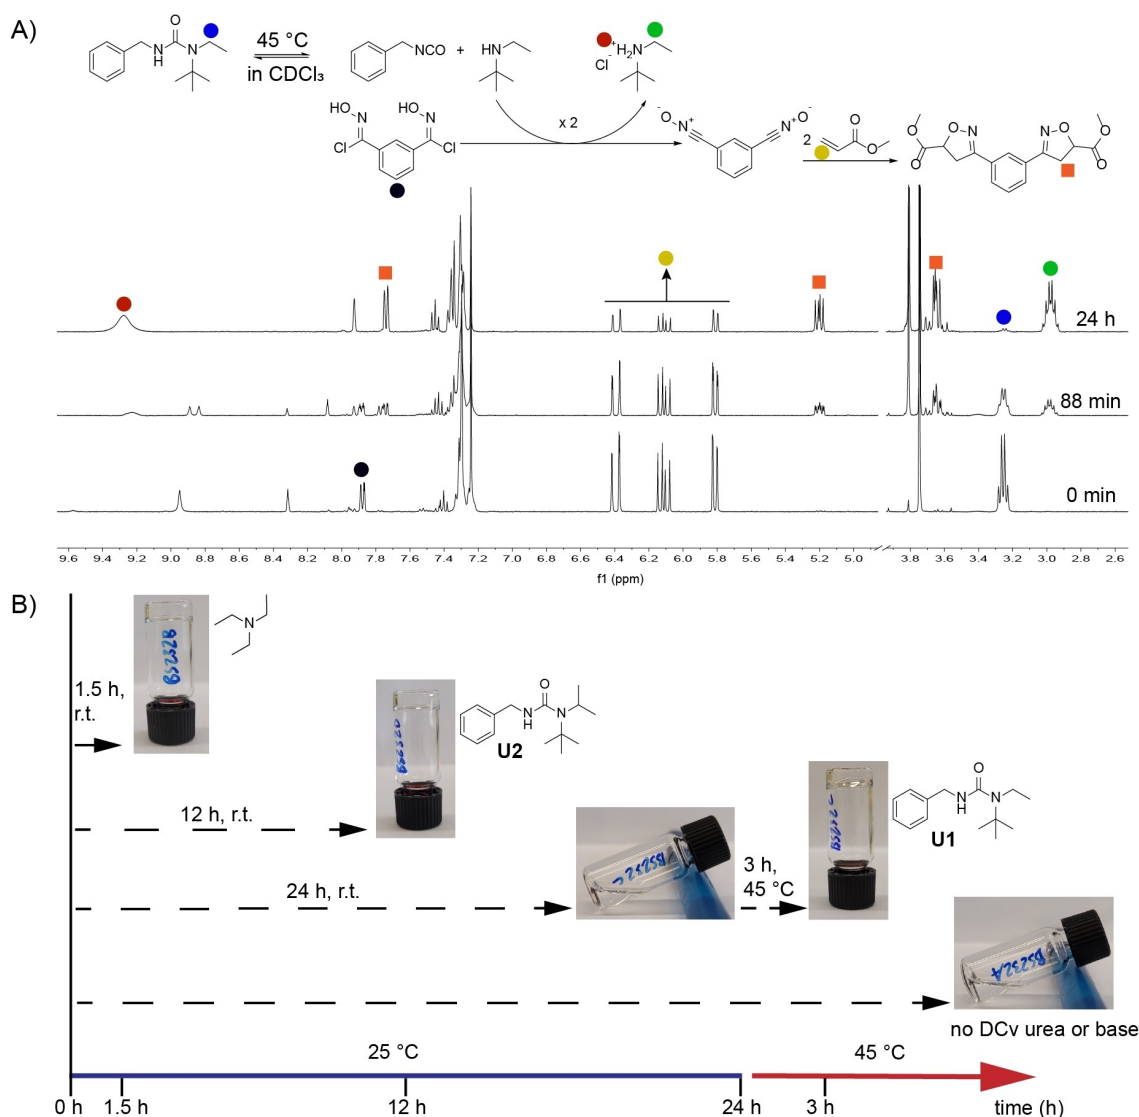 A)
O
N
H
N
45 °C
in CDCl₃
NCO
+
HN
Cl⁻
H₂N⁺
HO
N
HO
N
Cl
Cl
x 2
⁻O
N⁺
N⁺
O⁻
2
O
O
O
O
O
N
N
O
O
O
24 h
88 min
0 min
9.6 9.4 9.2 9.0 8.8 8.6 8.4 8.2 8.0 7.8 7.6 7.4 7.2 7.0 6.8 6.6 6.4 6.2 6.0 5.8 5.6 5.4 5.2 5.0 3.8 3.6 3.4 3.2 3.0 2.8 2.6
f1 (ppm)
B)
N
1.5 h,
r.t.
BS232B
O
N
H
N
U2
12 h, r.t.
O
N
H
N
U1
24 h, r.t.
BS232C
3 h,
45 °C
BS232A
no DCv urea or base
25 °C
45 °C
0 h
1.5 h
12 h
24 h
3 h
time (h)